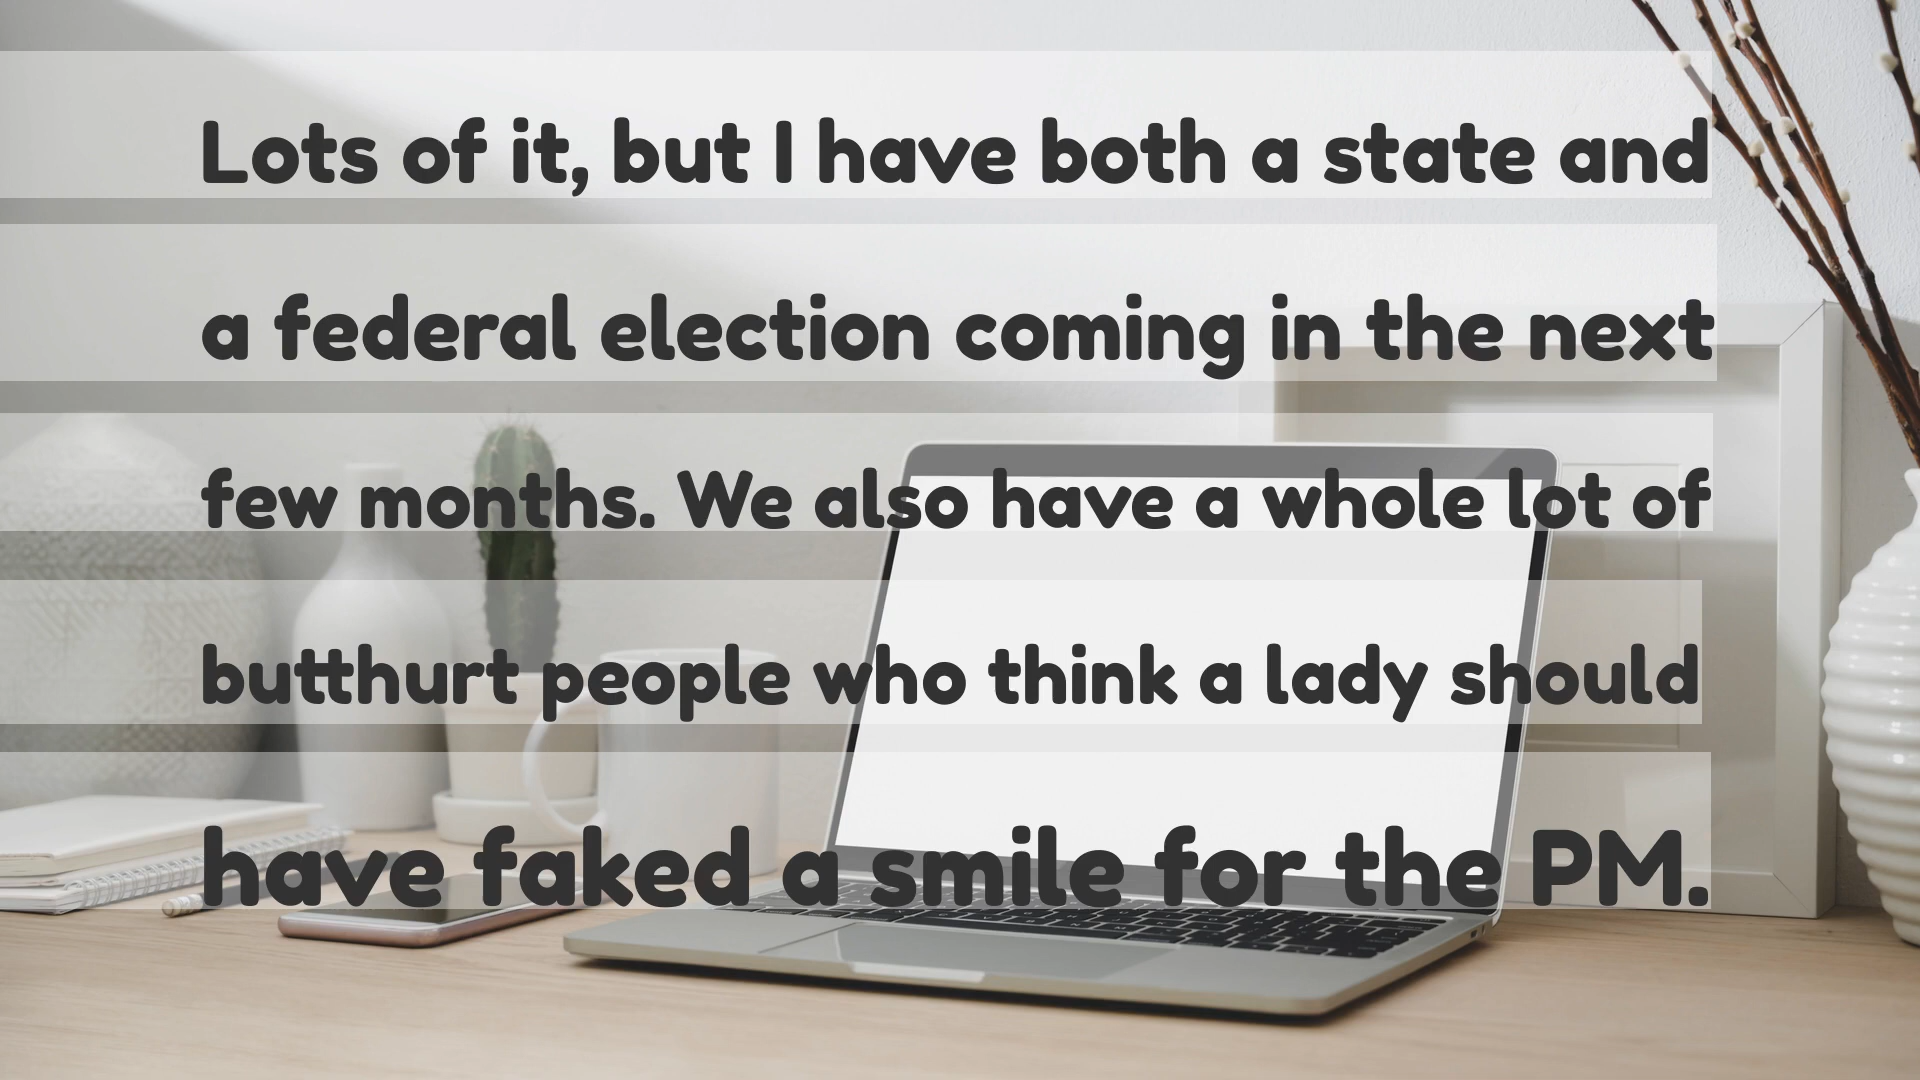 Lots of it, but I have both a state and
a federal election coming in the next
few months. We also have a whole lot of
butthurt people who think a lady should
have faked a smile for the PM.